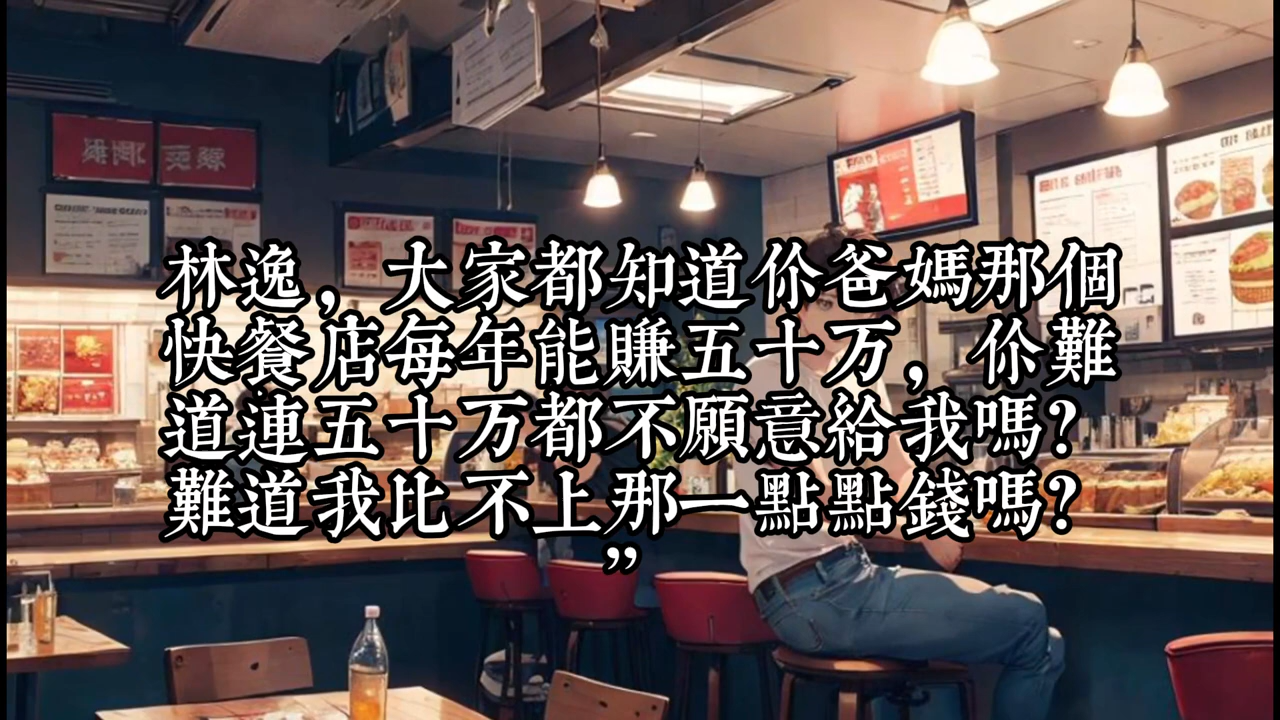 林逸，大家都知道你爸媽那個
快餐店每年能賺五十万，你難
道連五十万都不願意給我嗎？
難道我比不上那一點點錢嗎？
”